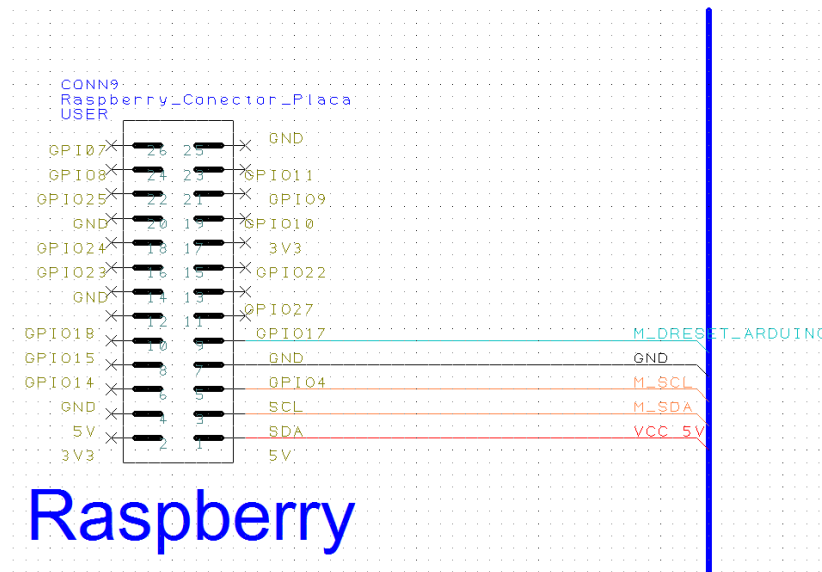 CONN9
Raspberry_Conector_Placa
USER
GND
GPIO7 26 25
GPIO8 24 23 GPIO11
GPIO25 22 21 GPIO9
GND 20 19 GPIO10
GPIO24 18 17 3V3
GPIO23 16 15 GPIO22
GND 14 13
12 11 GPIO27
GPIO18 10 9 GPIO17 M_DRESET_ARDUINO
GPIO15 8 7 GND GND
GPIO14 6 5 GPIO4 M_SCL
GND 4 3 SCL M_SDA
5V 2 1 SDA VCC 5V
3V3 5V
Raspberry